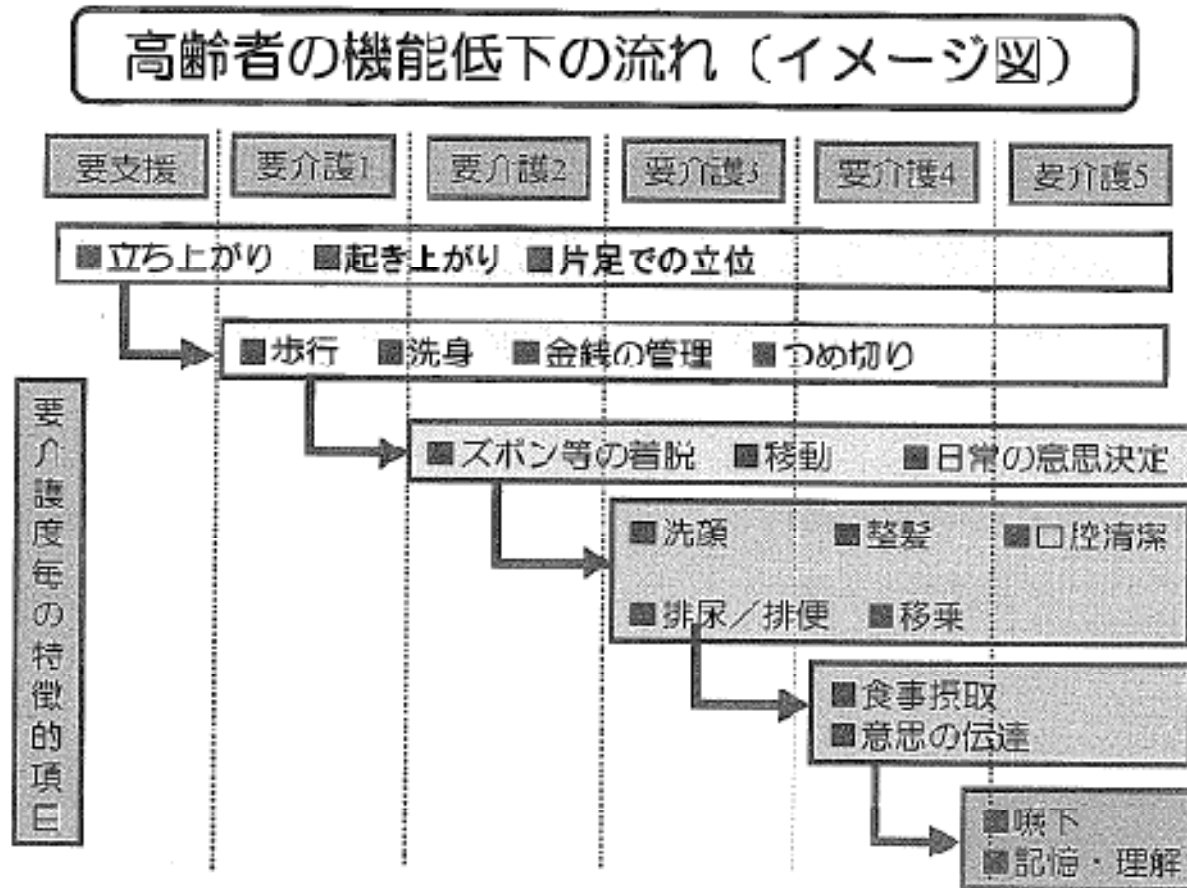 高齢者の機能低下の流れ（イメージ図）
要支援 要介護1 要介護2 要介護3 要介護4 要介護5
■立ち上がり ■起き上がり ■片足での立位
■歩行 ■洗身 ■金銭の管理 ■つめ切り
■ズボン等の着脱 ■移動 ■日常の意思決定
■洗顔 ■整髪 ■口腔清潔
■排尿／排便 ■移乗
■食事摂取
■意思の伝達
■嚥下
■記憶・理解
要介護度毎の特徴的項目